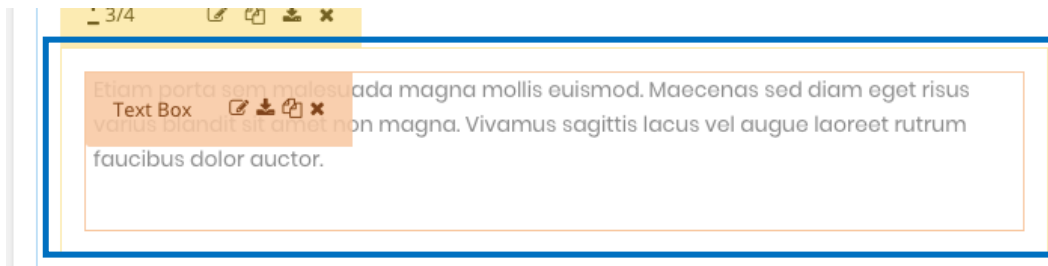 3/4
Etiam porta sem malesuada magna mollis euismod. Maecenas sed diam eget risus
Text Box
varius blandit sit amet non magna. Vivamus sagittis lacus vel augue laoreet rutrum
faucibus dolor auctor.